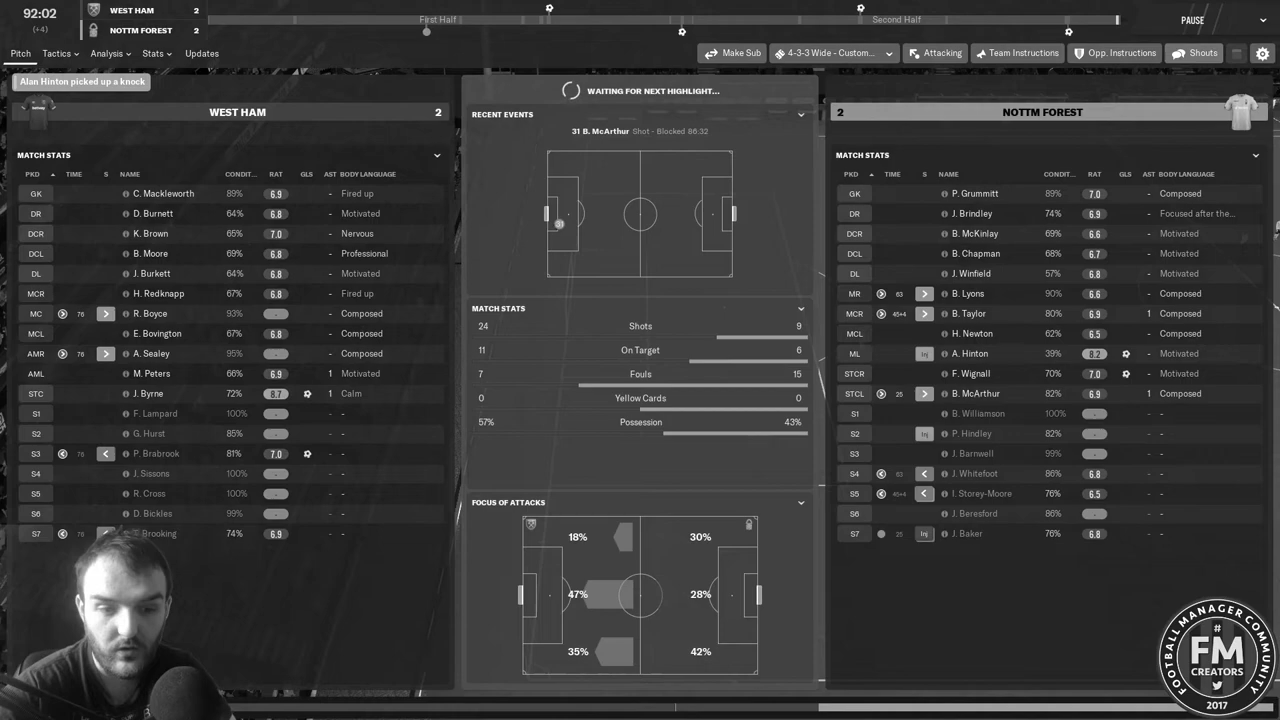 92:02
(+4)
WEST HAM 2
NOTTM FOREST 2
First Half
Second Half
PAUSE
Pitch Tactics Analysis Stats Updates
Make Sub 4-3-3 Wide - Custom... Attacking Team Instructions Opp. Instructions Shouts
Alan Hinton picked up a knock
WEST HAM 2
MATCH STATS
PKD TIME S NAME CONDIT... RAT GLS AST BODY LANGUAGE
GK C. Mackleworth 89% 6.9 - Fired up
DR D. Burnett 64% 6.8 - Motivated
DCR K. Brown 65% 7.0 - Nervous
DCL B. Moore 69% 6.8 - Professional
DL J. Burkett 64% 6.8 - Motivated
MCR H. Redknapp 67% 6.8 - Fired up
MC 76 R. Boyce 93% - - Composed
MCL E. Bovington 67% 6.8 - Composed
AMR 76 A. Sealey 95% - - Composed
AML M. Peters 66% 6.9 1 Motivated
STC J. Byrne 72% 8.7 1 Calm
S1 F. Lampard 100% - - -
S2 G. Hurst 85% - - -
S3 76 P. Brabrook 81% 7.0 - -
S4 J. Sissons 100% - - -
S5 R. Cross 100% - - -
S6 D. Bickles 99% - - -
S7 76 Brooking 74% 6.9 - -
WAITING FOR NEXT HIGHLIGHT...
RECENT EVENTS
31 B. McArthur Shot - Blocked 86:32
31
MATCH STATS
24 Shots 9
11 On Target 6
7 Fouls 15
0 Yellow Cards 0
57% Possession 43%
FOCUS OF ATTACKS
18% 30%
47% 28%
35% 42%
2 NOTTM FOREST
MATCH STATS
PKD TIME S NAME CONDIT... RAT GLS AST BODY LANGUAGE
GK P. Grummitt 89% 7.0 - Composed
DR J. Brindley 74% 6.9 - Focused after the...
DCR B. McKinlay 69% 6.6 - Motivated
DCL B. Chapman 68% 6.7 - Motivated
DL J. Winfield 57% 6.8 - Motivated
MR 63 B. Lyons 90% 6.6 - Composed
MCR 45+4 B. Taylor 80% 6.9 1 Composed
MCL H. Newton 62% 6.5 - Composed
ML Inj A. Hinton 39% 8.2 - Motivated
STCR F. Wignall 70% 7.0 - Motivated
STCL 25 B. McArthur 82% 6.9 1 Composed
S1 B. Williamson 100% - - -
S2 Inj P. Hindley 82% - - -
S3 J. Barnwell 99% - - -
S4 63 J. Whitefoot 86% 6.8 - -
S5 45+4 I. Storey-Moore 76% 6.5 - -
S6 J. Beresford 86% - - -
S7 25 Inj J. Baker 76% 6.8 - -
FOOTBALLMANAGER.COMMUNITY
#
FM
CREATORS
2017